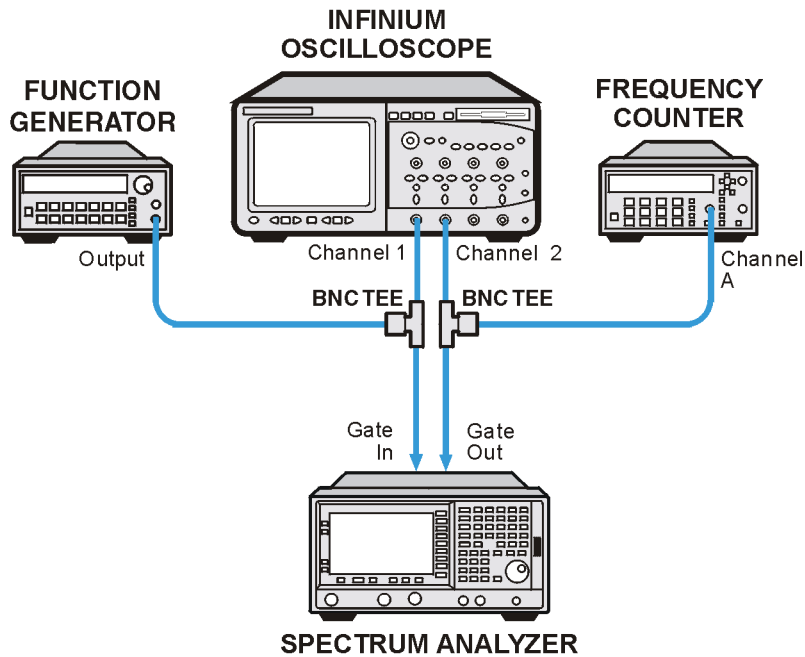 INFINIUM
OSCILLOSCOPE
FUNCTION
GENERATOR
FREQUENCY
COUNTER
Output
Channel 1
Channel 2
Channel
A
BNC TEE
BNC TEE
Gate
In
Gate
Out
SPECTRUM ANALYZER